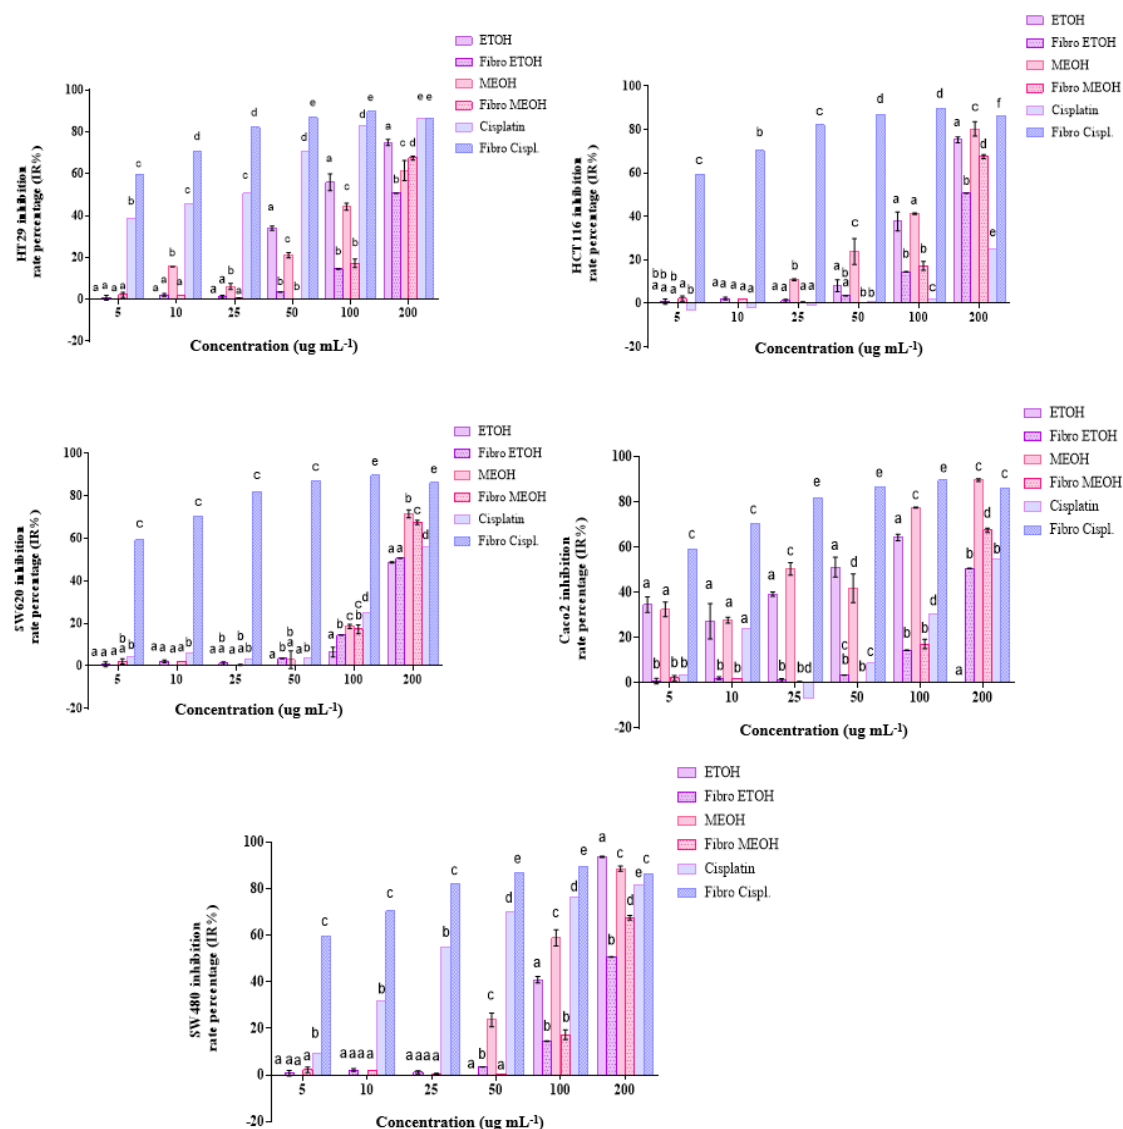 ETOH
Fibro ETOH
MEOH
Fibro MEOH
Cisplatin
Fibro Cispl.
HT29 inhibition
rate percentage (IR%)
100
80
60
40
20
0
-20
a a a a b c
a a b a c d
a a b a c d
a b c b d e
a b c b d e
a b c d e e
5 10 25 50 100 200
Concentration (ug mL-1)
ETOH
Fibro ETOH
MEOH
Fibro MEOH
Cisplatin
Fibro Cispl.
HCT116 inhibition
rate percentage (IR%)
100
80
60
40
20
0
-20
b b b
a a a a b c
a a a a a b
a a b a a c
a b a c b b d
a b a b c d
a b c d e f
5 10 25 50 100 200
Concentration (ug mL-1)
ETOH
Fibro ETOH
MEOH
Fibro MEOH
Cisplatin
Fibro Cispl.
SW620 inhibition
rate percentage (IR%)
100
80
60
40
20
0
-20
5 10 25 50 100 200
Concentration (ug mL-1)
ETOH
Fibro ETOH
MEOH
Fibro MEOH
Cisplatin
Fibro Cispl.
Caco2 inhibition
rate percentage (IR%)
100
80
60
40
20
0
-20
a b a b b c
a b a b a c
a b c b d e
a c b d b c e
a b c b d e
a b c d b c
5 10 25 50 100 200
Concentration (ug mL-1)
ETOH
Fibro ETOH
MEOH
Fibro MEOH
Cisplatin
Fibro Cispl.
SW480 inhibition
rate percentage (IR%)
100
80
60
40
20
0
-20
a a a a b c
a a a a b c
a a a a b c
a b c a d e
a b c b d e
a b c d e c
5 10 25 50 100 200
Concentration (ug mL-1)